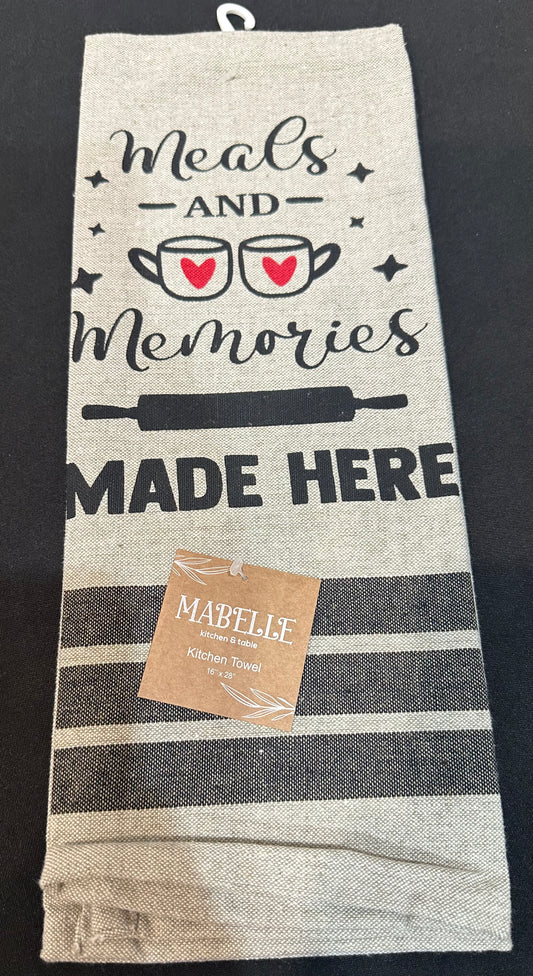 Meals
AND
Memories
MADE HERE
MABELLE
kitchen & table
Kitchen Towel
16" x 28"